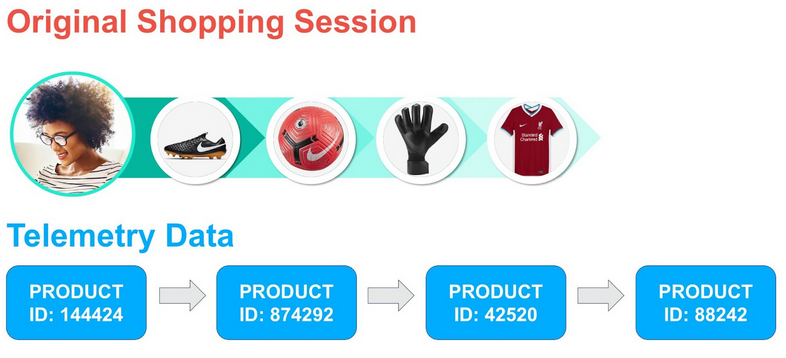 Original Shopping Session
Standard
Chartered
Telemetry Data
PRODUCT
ID: 144424
PRODUCT
ID: 874292
PRODUCT
ID: 42520
PRODUCT
ID: 88242